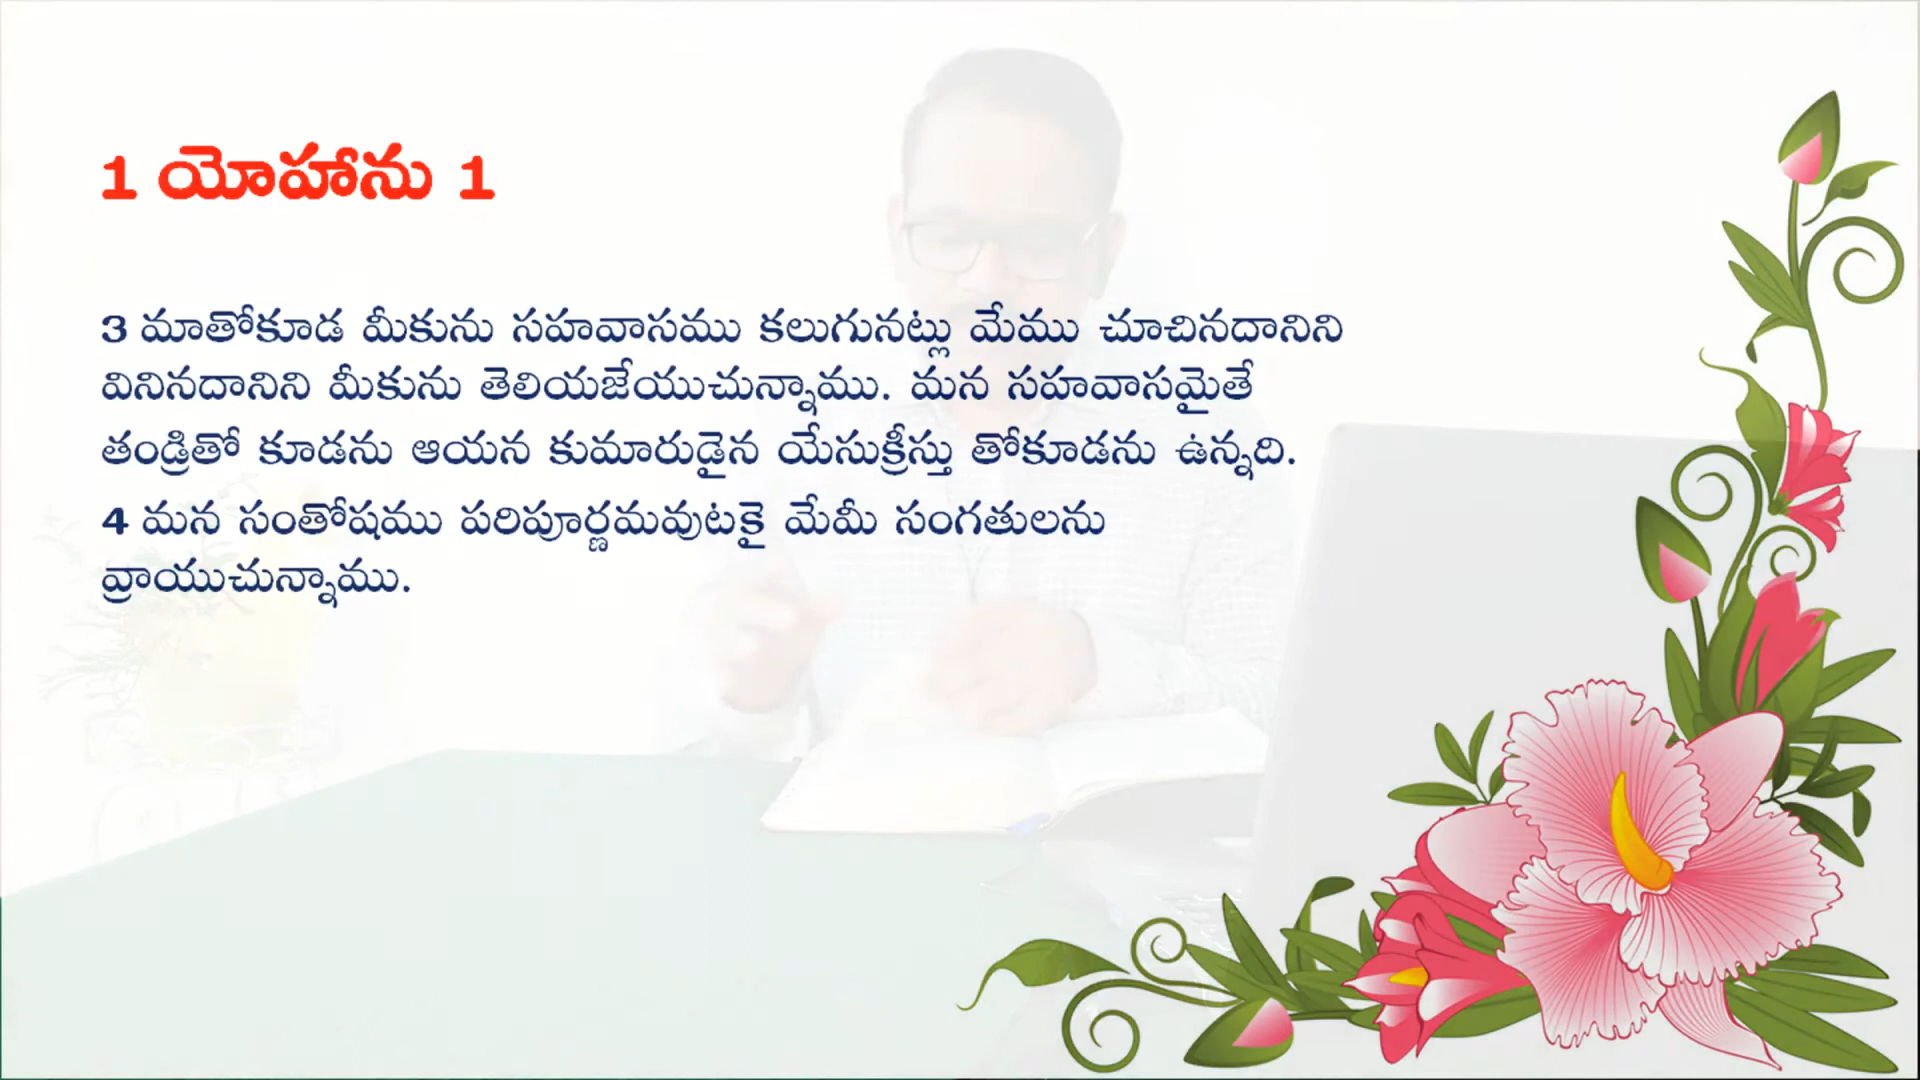 1 యోహాను 1
3 మాతోకూడ మీకును సహవాసము కలుగునట్లు మేము చూచినదానిని
వినినదానిని మీకును తెలియజేయుచున్నాము. మన సహవాసమైతే
తండ్రితో కూడను ఆయన కుమారుడైన యేసుక్రీస్తు తోకూడను ఉన్నది.
4 మన సంతోషము పరిపూర్ణమవుటకై మేమీ సంగతులను
వ్రాయుచున్నాము.